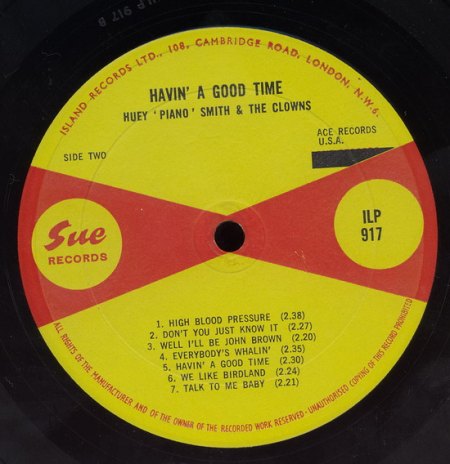 ILP 917 B
ISLAND RECORDS LTD., 108, CAMBRIDGE ROAD, LONDON, N.W.6.
HAVIN' A GOOD TIME
HUEY 'PIANO' SMITH & THE CLOWNS
ACE RECORDS
U.S.A.
SIDE TWO
Sue
RECORDS
ILP
917
1. HIGH BLOOD PRESSURE (2.38)
2. DON'T YOU JUST KNOW IT (2.27)
3. WELL I'LL BE JOHN BROWN (2.20)
4. EVERYBODY'S WHALIN' (2.35)
5. HAVIN' A GOOD TIME (2.30)
6. WE LIKE BIRDLAND (2.24)
7. TALK TO ME BABY (2.21)
ALL RIGHTS OF THE MANUFACTURER AND OF THE OWNER OF THE RECORDED WORK RESERVED - UNAUTHORISED COPYING OF THIS RECORD PROHIBITED